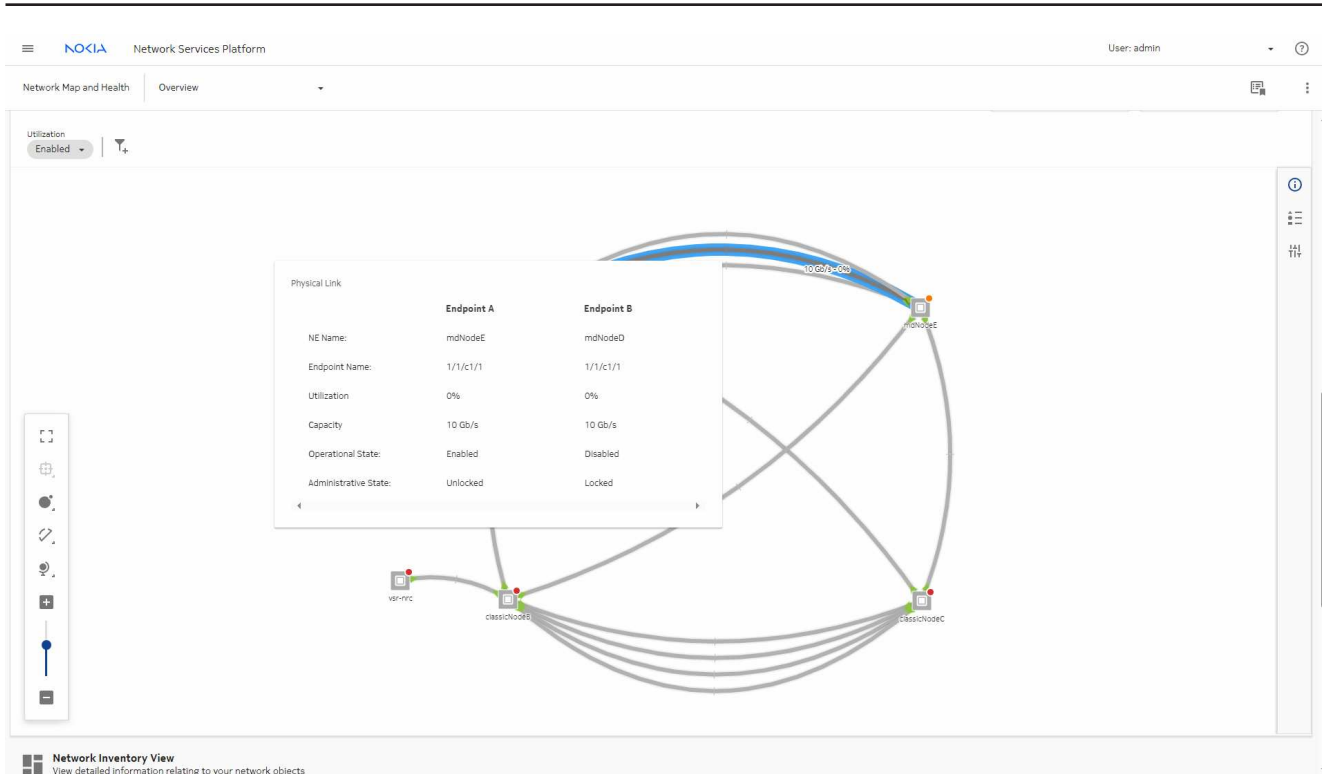 NOKIA Network Services Platform User: admin
Network Map and Health Overview
Utilization
Enabled
10 Gb/s - 0%
Physical Link
Endpoint A Endpoint B
NE Name: mdNodeE mdNodeD
Endpoint Name: 1/1/c1/1 1/1/c1/1
Utilization 0% 0%
Capacity 10 Gb/s 10 Gb/s
Operational State: Enabled Disabled
Administrative State: Unlocked Locked
mdNodeE
vsr-nrc
classicNodeB
classicNodeC
Network Inventory View
View detailed information relating to your network objects